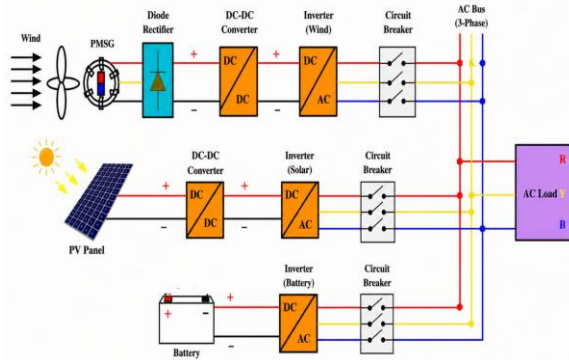 Wind
PMSG
Diode
Rectifier
DC-DC
Converter
Inverter
(Wind)
Circuit
Breaker
AC Bus
(3-Phase)
+
+
DC
DC
DC
AC
−
−
DC-DC
Converter
Inverter
(Solar)
Circuit
Breaker
+
+
DC
DC
DC
AC
−
−
PV Panel
R
AC Load
Y
B
Inverter
(Battery)
Circuit
Breaker
+
+
-
DC
AC
−
Battery